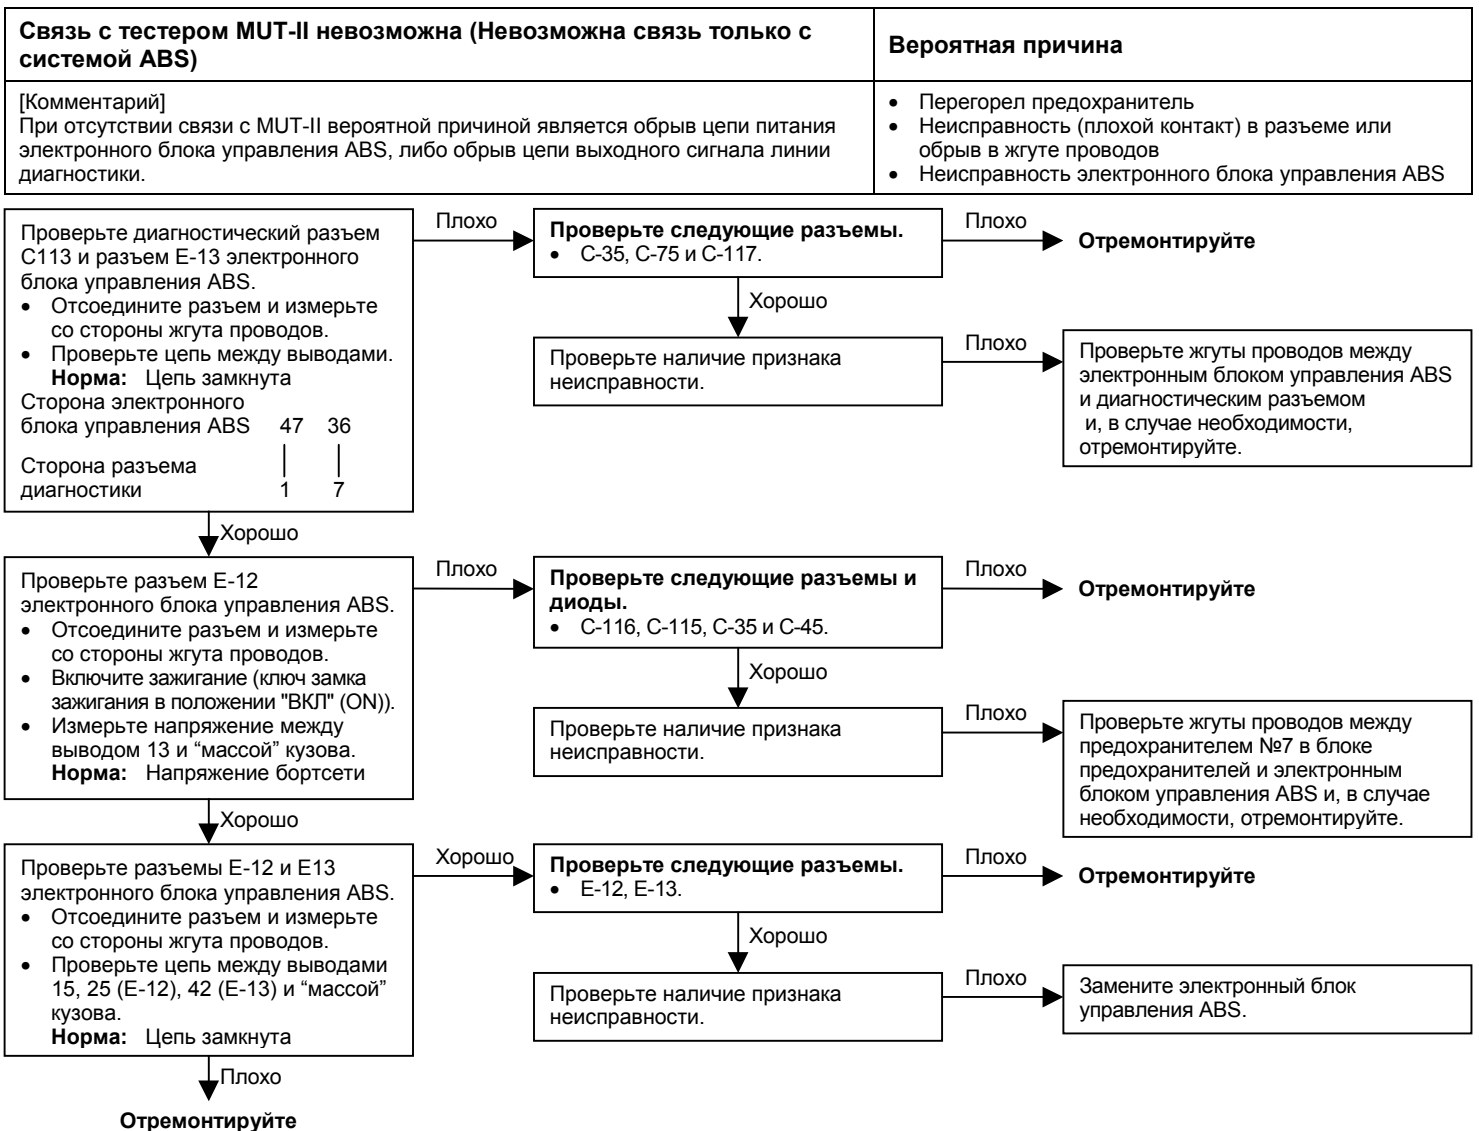 Связь с тестером MUT-II невозможна (Невозможна связь только с
системой ABS)
Вероятная причина
[Комментарий]
При отсутствии связи с MUT-II вероятной причиной является обрыв цепи питания
электронного блока управления ABS, либо обрыв цепи выходного сигнала линии
диагностики.
• Перегорел предохранитель
• Неисправность (плохой контакт) в разъеме или
обрыв в жгуте проводов
• Неисправность электронного блока управления ABS
Проверьте диагностический разъем
С113 и разъем Е-13 электронного
блока управления ABS.
• Отсоедините разъем и измерьте
со стороны жгута проводов.
• Проверьте цепь между выводами.
Норма: Цепь замкнута
Сторона электронного
блока управления ABS 47 36
Сторона разъема
диагностики 1 7
Плохо
Проверьте следующие разъемы.
• С-35, С-75 и С-117.
Плохо
Отремонтируйте
Хорошо
Проверьте наличие признака
неисправности.
Плохо
Проверьте жгуты проводов между
электронным блоком управления ABS
и диагностическим разъемом
и, в случае необходимости,
отремонтируйте.
Хорошо
Проверьте разъем Е-12
электронного блока управления ABS.
• Отсоедините разъем и измерьте
со стороны жгута проводов.
• Включите зажигание (ключ замка
зажигания в положении "ВКЛ" (ON)).
• Измерьте напряжение между
выводом 13 и “массой” кузова.
Норма: Напряжение бортсети
Плохо
Проверьте следующие разъемы и
диоды.
• С-116, С-115, С-35 и С-45.
Плохо
Отремонтируйте
Хорошо
Проверьте наличие признака
неисправности.
Плохо
Проверьте жгуты проводов между
предохранителем №7 в блоке
предохранителей и электронным
блоком управления ABS и, в случае
необходимости, отремонтируйте.
Хорошо
Проверьте разъемы Е-12 и Е13
электронного блока управления ABS.
• Отсоедините разъем и измерьте
со стороны жгута проводов.
• Проверьте цепь между выводами
15, 25 (Е-12), 42 (Е-13) и “массой”
кузова.
Норма: Цепь замкнута
Хорошо
Проверьте следующие разъемы.
• Е-12, Е-13.
Плохо
Отремонтируйте
Хорошо
Проверьте наличие признака
неисправности.
Плохо
Замените электронный блок
управления ABS.
Плохо
Отремонтируйте